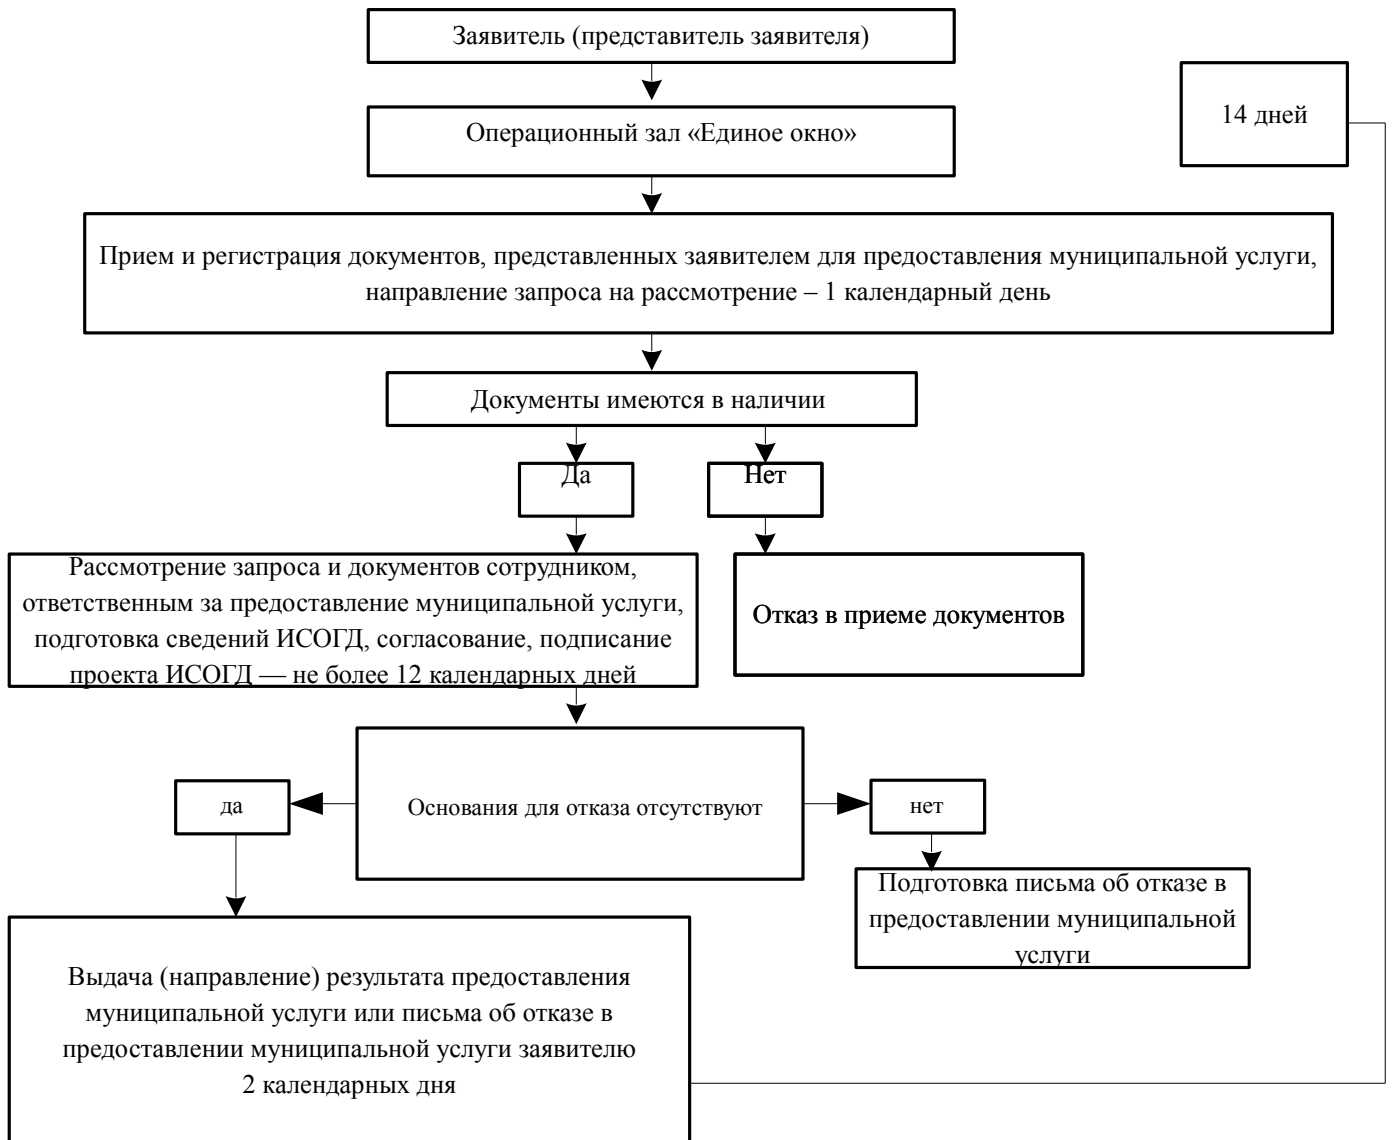 Заявитель (представитель заявителя)
14 дней
Операционный зал «Единое окно»
Прием и регистрация документов, представленных заявителем для предоставления муниципальной услуги,
направление запроса на рассмотрение – 1 календарный день
Документы имеются в наличии
Да
Нет
Рассмотрение запроса и документов сотрудником,
ответственным за предоставление муниципальной услуги,
подготовка сведений ИСОГД, согласование, подписание
проекта ИСОГД — не более 12 календарных дней
Отказ в приеме документов
да
Основания для отказа отсутствуют
нет
Подготовка письма об отказе в
предоставлении муниципальной
услуги
Выдача (направление) результата предоставления
муниципальной услуги или письма об отказе в
предоставлении муниципальной услуги заявителю
2 календарных дня